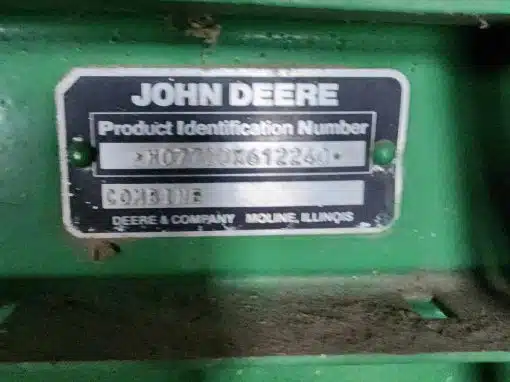 JOHN DEERE
Product Identification Number
COMBINE
DEERE & COMPANY MOLINE, ILLINOIS